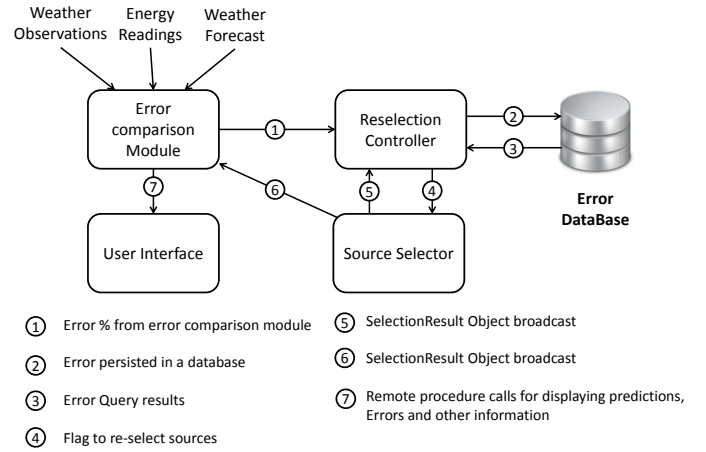 Weather
Observations
Energy
Readings
Weather
Forecast
Error
comparison
Module
1
Reselection
Controller
2
3
Error
DataBase
7
6
5
4
User Interface
Source Selector
1 Error % from error comparison module
2 Error persisted in a database
3 Error Query results
4 Flag to re-select sources
5 SelectionResult Object broadcast
6 SelectionResult Object broadcast
7 Remote procedure calls for displaying predictions,
Errors and other information